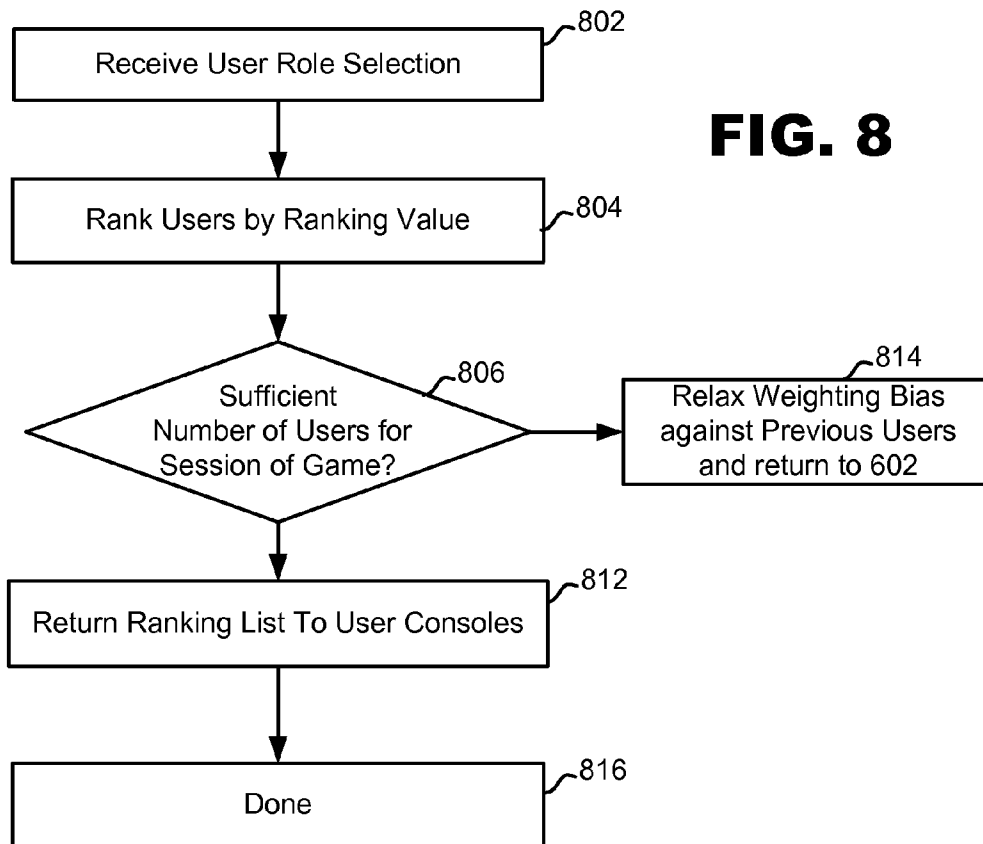 802
Receive User Role Selection
FIG. 8
804
Rank Users by Ranking Value
806
Sufficient
Number of Users for
Session of Game?
814
Relax Weighting Bias
against Previous Users
and return to 602
812
Return Ranking List To User Consoles
816
Done